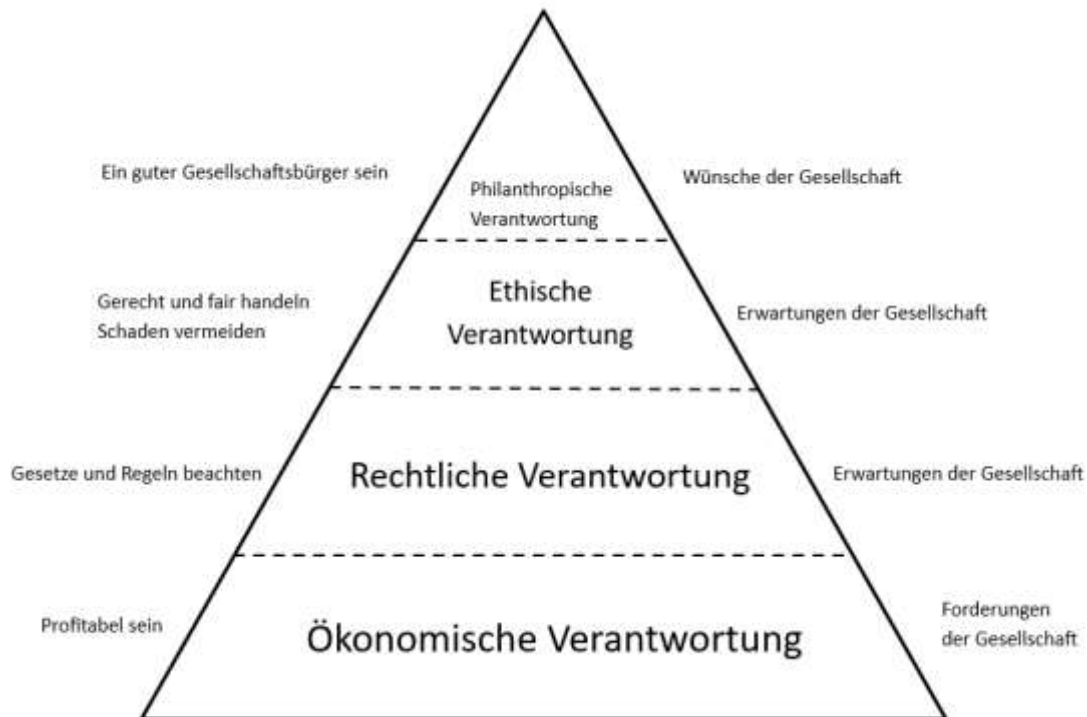 Ein guter Gesellschaftsbürger sein
Philanthropische
Verantwortung
Wünsche der Gesellschaft
Gerecht und fair handeln
Schaden vermeiden
Ethische
Verantwortung
Erwartungen der Gesellschaft
Gesetze und Regeln beachten
Rechtliche Verantwortung
Erwartungen der Gesellschaft
Profitabel sein
Ökonomische Verantwortung
Forderungen
der Gesellschaft